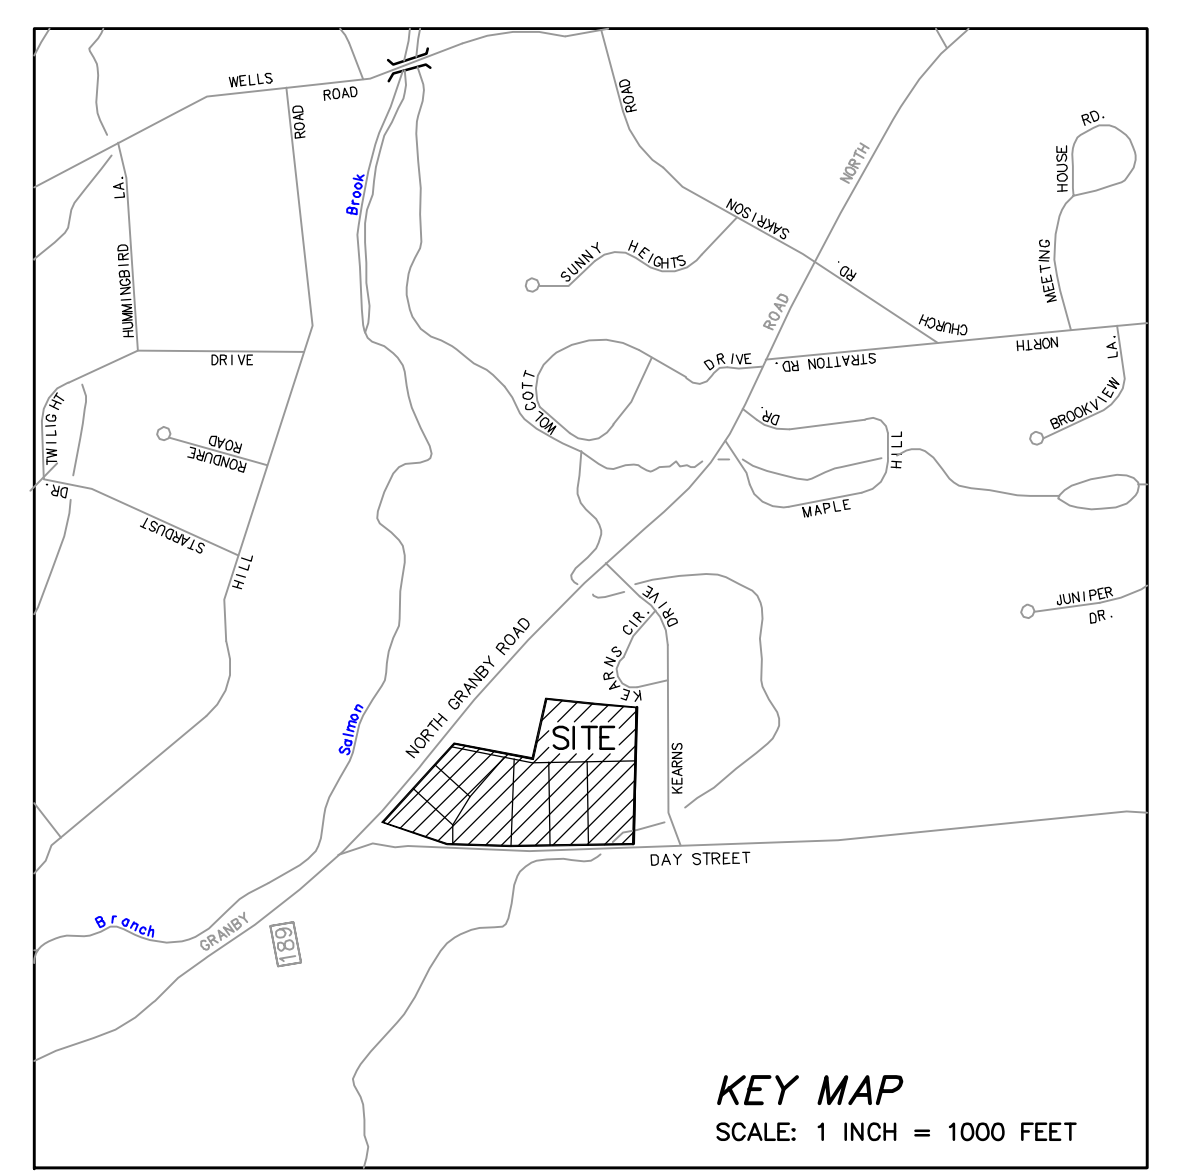 WELLS
ROAD
ROAD
ROAD
NORTH
RD.
HOUSE
LA.
Brook
SAKRISON
SUNNY
HEIGHTS
RD.
MEETING
HUMMINGBIRD
ROAD
CHURCH
NORTH
LA.
DRIVE
DRIVE
STRATTON RD.
WOLCOTT
BROOKVIEW
TWILIGHT
DR.
RONDURE
ROAD
HILL
DR.
MAPLE
STARDUST
HILL
DRIVE
JUNIPER
DR.
KEARNS CIR.
NORTH GRANBY ROAD
Salmon
SITE
KEARNS
DAY STREET
Branch
GRANBY
189
KEY MAP
SCALE: 1 INCH = 1000 FEET